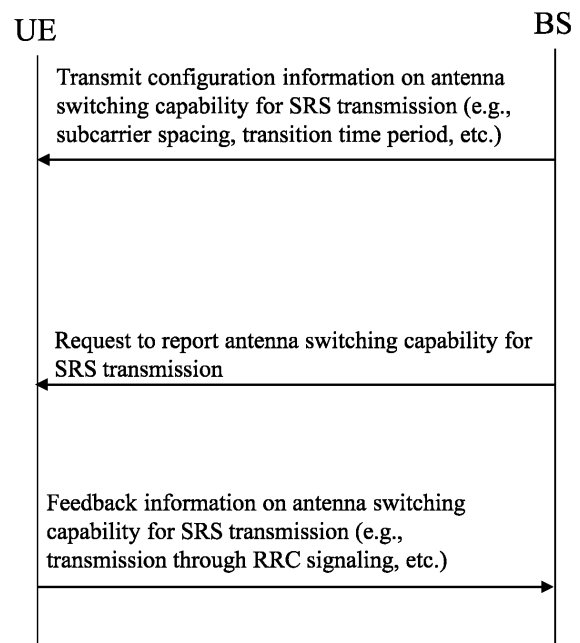 UE
BS
Transmit configuration information on antenna
switching capability for SRS transmission (e.g.,
subcarrier spacing, transition time period, etc.)
Request to report antenna switching capability for
SRS transmission
Feedback information on antenna switching
capability for SRS transmission (e.g.,
transmission through RRC signaling, etc.)